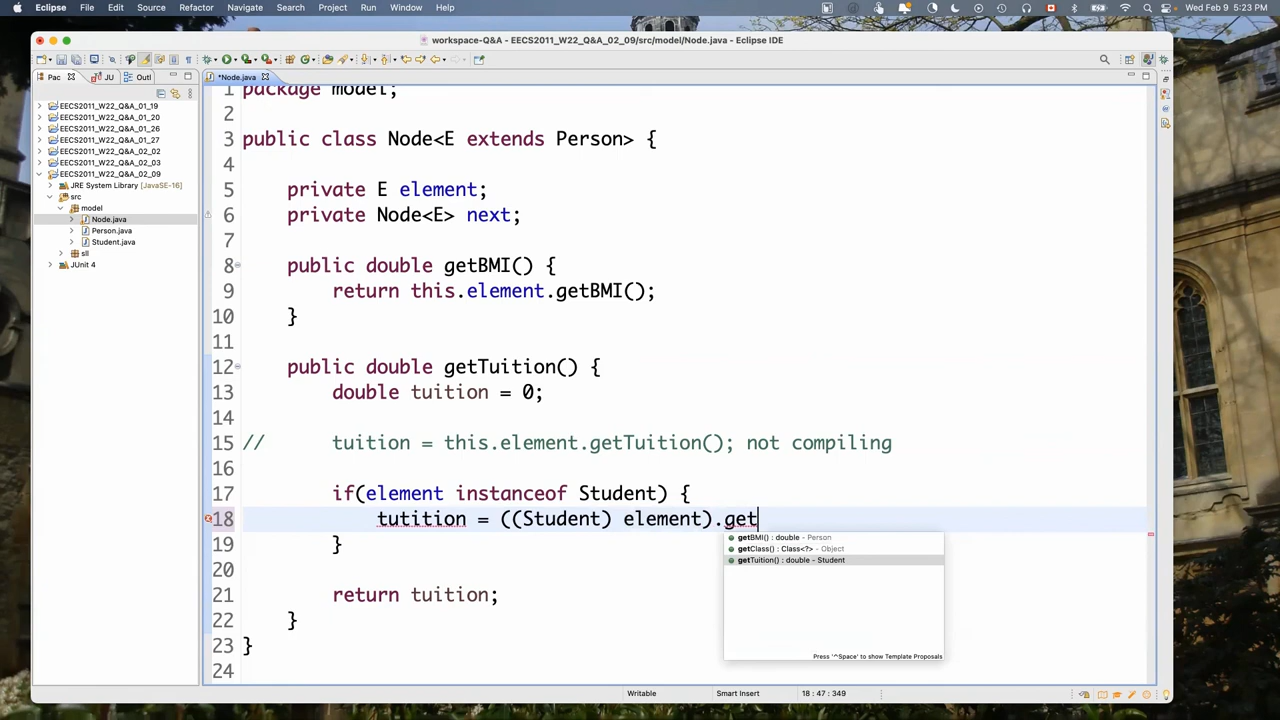 Eclipse File Edit Source Refactor Navigate Search Project Run Window Help Wed Feb 9 5:23 PM
workspace-Q&A - EECS2011_W22_Q&A_02_09/src/model/Node.java - Eclipse IDE
Pac JU Outl *Node.java
EECS2011_W22_Q&A_01_19
EECS2011_W22_Q&A_01_20
EECS2011_W22_Q&A_01_26
EECS2011_W22_Q&A_01_27
EECS2011_W22_Q&A_02_02
EECS2011_W22_Q&A_02_03
EECS2011_W22_Q&A_02_09
JRE System Library [JavaSE-16]
src
model
Node.java
Person.java
Student.java
sll
JUnit 4
1 package model;
2
3 public class Node<E extends Person> {
4
5 private E element;
6 private Node<E> next;
7
8 public double getBMI() {
9 return this.element.getBMI();
10 }
11
12 public double getTuition() {
13 double tuition = 0;
14
15 // tuition = this.element.getTuition(); not compiling
16
17 if(element instanceof Student) {
18 tutition = ((Student) element).get
19 }
20
21 return tuition;
22 }
23 }
24
getBMI() : double - Person
getClass() : Class<?> - Object
getTuition() : double - Student
Press '^Space' to show Template Proposals
Writable Smart Insert 18 : 47 : 349